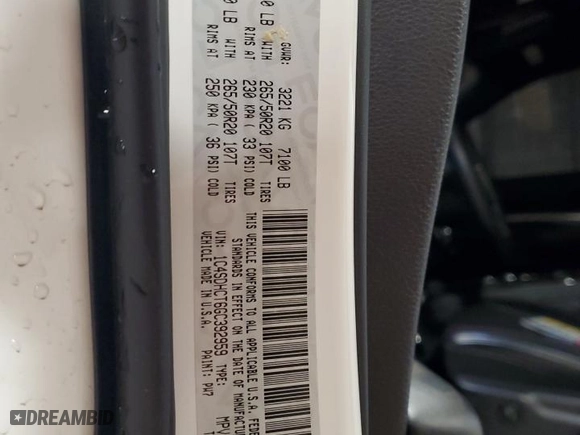 GVWR: 3221 KG 7100 LB
LB WITH 265/50R20 107T TIRES
RIMS AT 230 KPA ( 33 PSI) COLD
LB WITH 265/50R20 107T TIRES
RIMS AT 250 KPA ( 36 PSI) COLD
THIS VEHICLE CONFORMS TO ALL APPLICABLE U.S.A.
STANDARDS IN EFFECT ON THE DATE OF
VIN: 1C4SDHCT6GC392959 TYPE: MPV
VEHICLE MADE IN U.S.A. PAINT: PW7
DREAMBID